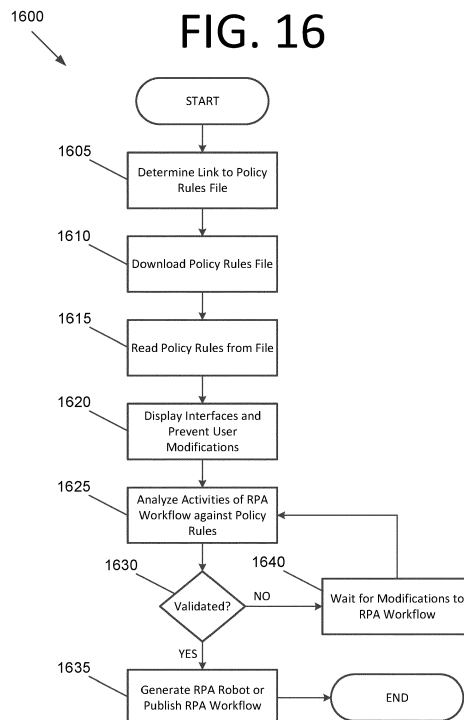 1600
FIG. 16
START
1605
Determine Link to Policy
Rules File
1610
Download Policy Rules File
1615
Read Policy Rules from File
1620
Display Interfaces and
Prevent User
Modifications
1625
Analyze Activities of RPA
Workflow against Policy
Rules
1630
Validated?
NO
1640
Wait for Modifications to
RPA Workflow
YES
1635
Generate RPA Robot or
Publish RPA Workflow
END